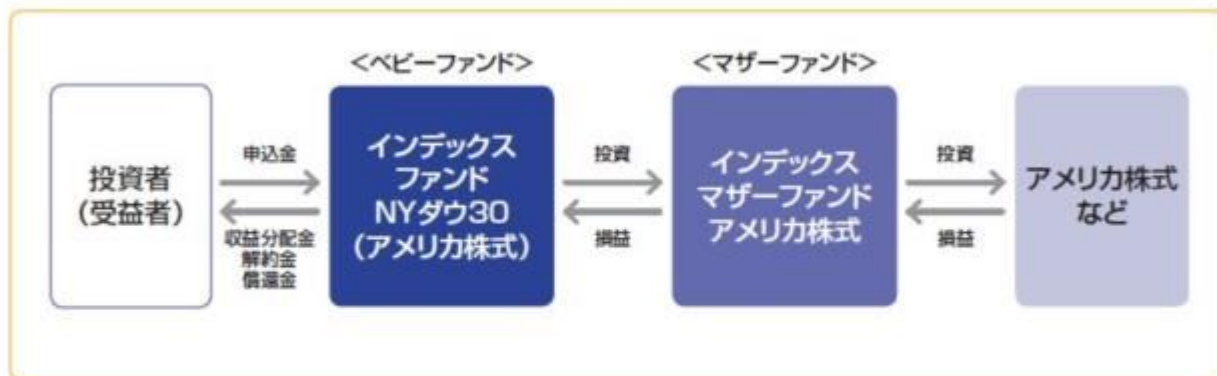 <ベビーファンド>
<マザーファンド>
投資者
(受益者)
申込金
収益分配金
解約金
償還金
インデックス
ファンド
NYダウ30
(アメリカ株式)
投資
損益
インデックス
マザーファンド
アメリカ株式
投資
損益
アメリカ株式
など